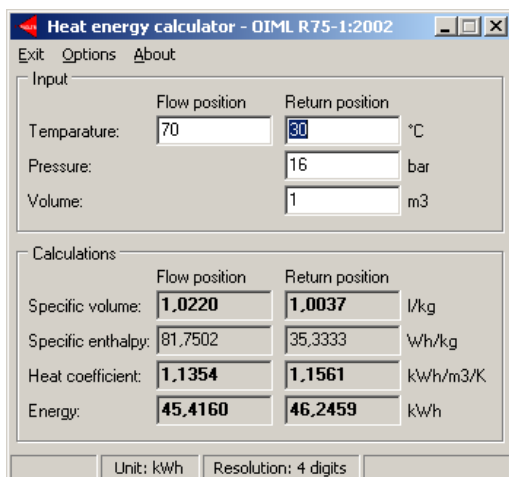 Heat energy calculator - OIML R75-1:2002
Exit Options About
Input
Flow position Return position
Temparature: 70 30 °C
Pressure: 16 bar
Volume: 1 m3
Calculations
Flow position Return position
Specific volume: 1,0220 1,0037 l/kg
Specific enthalpy: 81,7502 35,3333 Wh/kg
Heat coefficient: 1,1354 1,1561 kWh/m3/K
Energy: 45,4160 46,2459 kWh
Unit: kWh Resolution: 4 digits